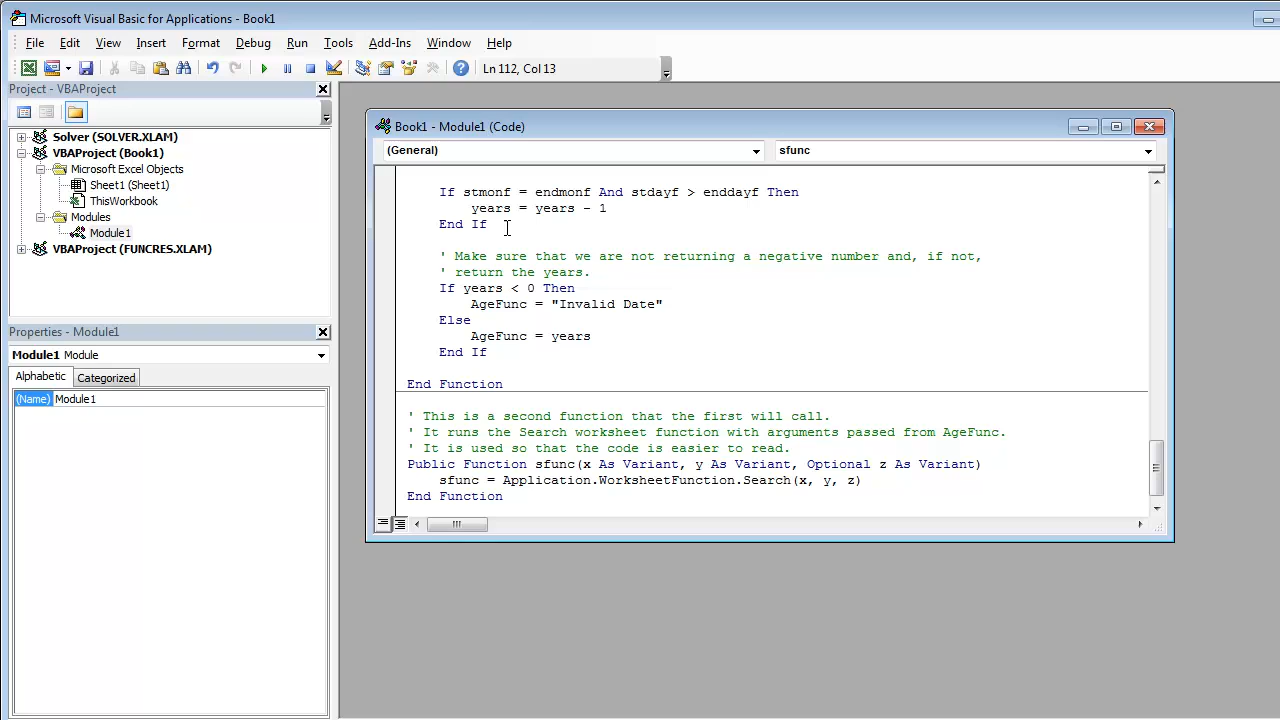 Microsoft Visual Basic for Applications - Book1
File Edit View Insert Format Debug Run Tools Add-Ins Window Help
Ln 112, Col 13
Project - VBAProject
Solver (SOLVER.XLAM)
VBAProject (Book1)
Microsoft Excel Objects
Sheet1 (Sheet1)
ThisWorkbook
Modules
Module1
VBAProject (FUNCRES.XLAM)
Properties - Module1
Module1 Module
Alphabetic Categorized
(Name) Module1
Book1 - Module1 (Code)
(General) sfunc
If stmonf = endmonf And stdayf > enddayf Then
years = years - 1
End If
' Make sure that we are not returning a negative number and, if not,
' return the years.
If years < 0 Then
AgeFunc = "Invalid Date"
Else
AgeFunc = years
End If
End Function
' This is a second function that the first will call.
' It runs the Search worksheet function with arguments passed from AgeFunc.
' It is used so that the code is easier to read.
Public Function sfunc(x As Variant, y As Variant, Optional z As Variant)
sfunc = Application.WorksheetFunction.Search(x, y, z)
End Function